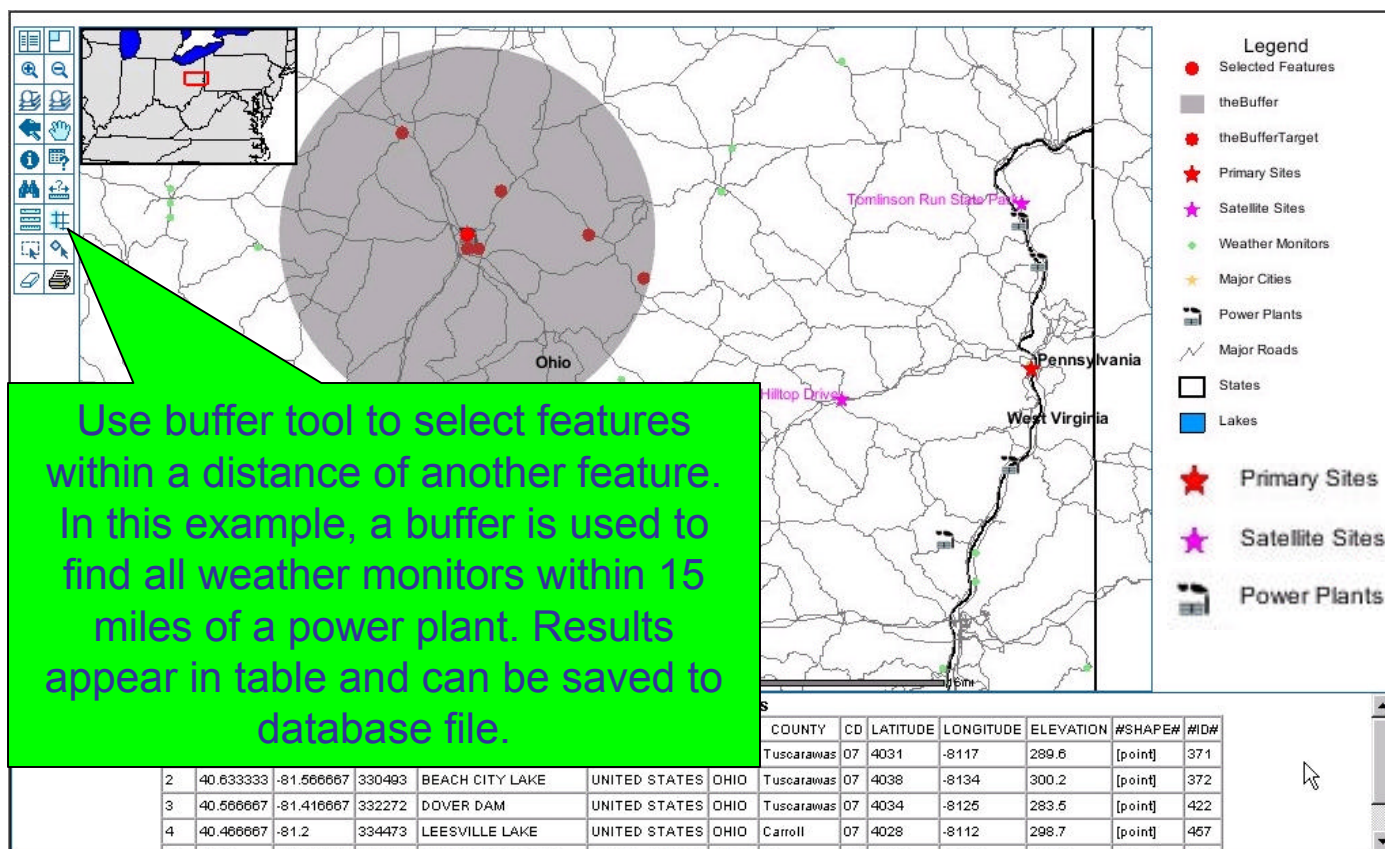 Legend
Selected Features
theBuffer
theBufferTarget
Primary Sites
Satellite Sites
Weather Monitors
Major Cities
Power Plants
Major Roads
States
Lakes
Primary Sites
Satellite Sites
Power Plants
Tomlinson Run State Park
Ohio
Pennsylvania
Hilltop Drive
West Virginia
Use buffer tool to select features
within a distance of another feature.
In this example, a buffer is used to
find all weather monitors within 15
miles of a power plant. Results
appear in table and can be saved to
database file.
COUNTY CD LATITUDE LONGITUDE ELEVATION #SHAPE# #ID#
Tuscarawas 07 4031 -8117 289.6 [point] 371
2 40.633333 -81.566667 330493 BEACH CITY LAKE UNITED STATES OHIO Tuscarawas 07 4038 -8134 300.2 [point] 372
3 40.566667 -81.416667 332272 DOVER DAM UNITED STATES OHIO Tuscarawas 07 4034 -8125 283.5 [point] 422
4 40.466667 -81.2 334473 LEESVILLE LAKE UNITED STATES OHIO Carroll 07 4028 -8112 298.7 [point] 457